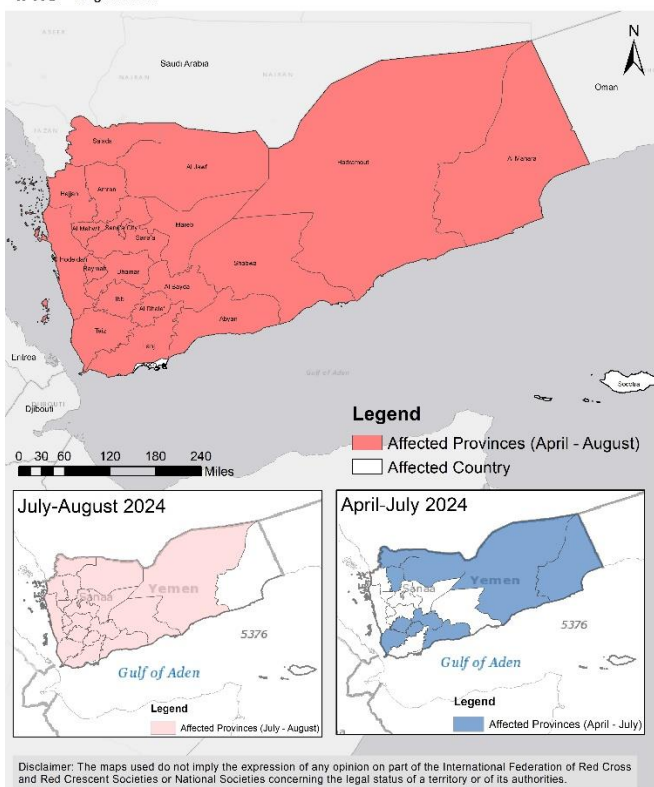 N
Saudi Arabia
NAJRAN
Oman
JAZAN
Saada
Al Jawf
Hadramout
Al Mahara
Hajjah
Amran
Al Mahwit
Sana'a City
Sana'a
Mareb
Hodeidah
Raymah
Dhamar
Shabwa
Al Bayda
Ibb
Al Dhale'
Abyan
Taiz
Eritrea
Gulf of Aden
Socotra
Djibouti
DJIBOUTI
Legend
Affected Provinces (April - August)
Affected Country
0 30 60 120 180 240
Miles
July-August 2024
Sanaa
Yemen
5376
Gulf of Aden
Legend
Affected Provinces (July - August)
April-July 2024
Sanaa
Yemen
5376
Gulf of Aden
Legend
Affected Provinces (April - July)
Disclaimer: The maps used do not imply the expression of any opinion on part of the International Federation of Red Cross
and Red Crescent Societies or National Societies concerning the legal status of a territory or of its authorities.